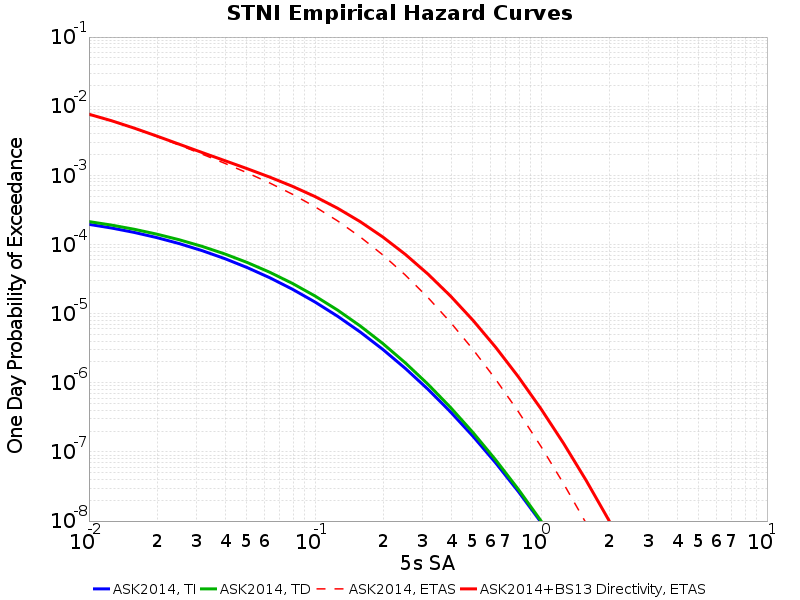 STNI Empirical Hazard Curves
One Day Probability of Exceedance
10^-1
10^-2
10^-3
10^-4
10^-5
10^-6
10^-7
10^-8
10^-2 2 3 4 5 6 10^-1 2 3 4 5 6 7 10^0 2 3 4 5 6 7 10^1
5s SA
ASK2014, TI ASK2014, TD ASK2014, ETAS ASK2014+BS13 Directivity, ETAS